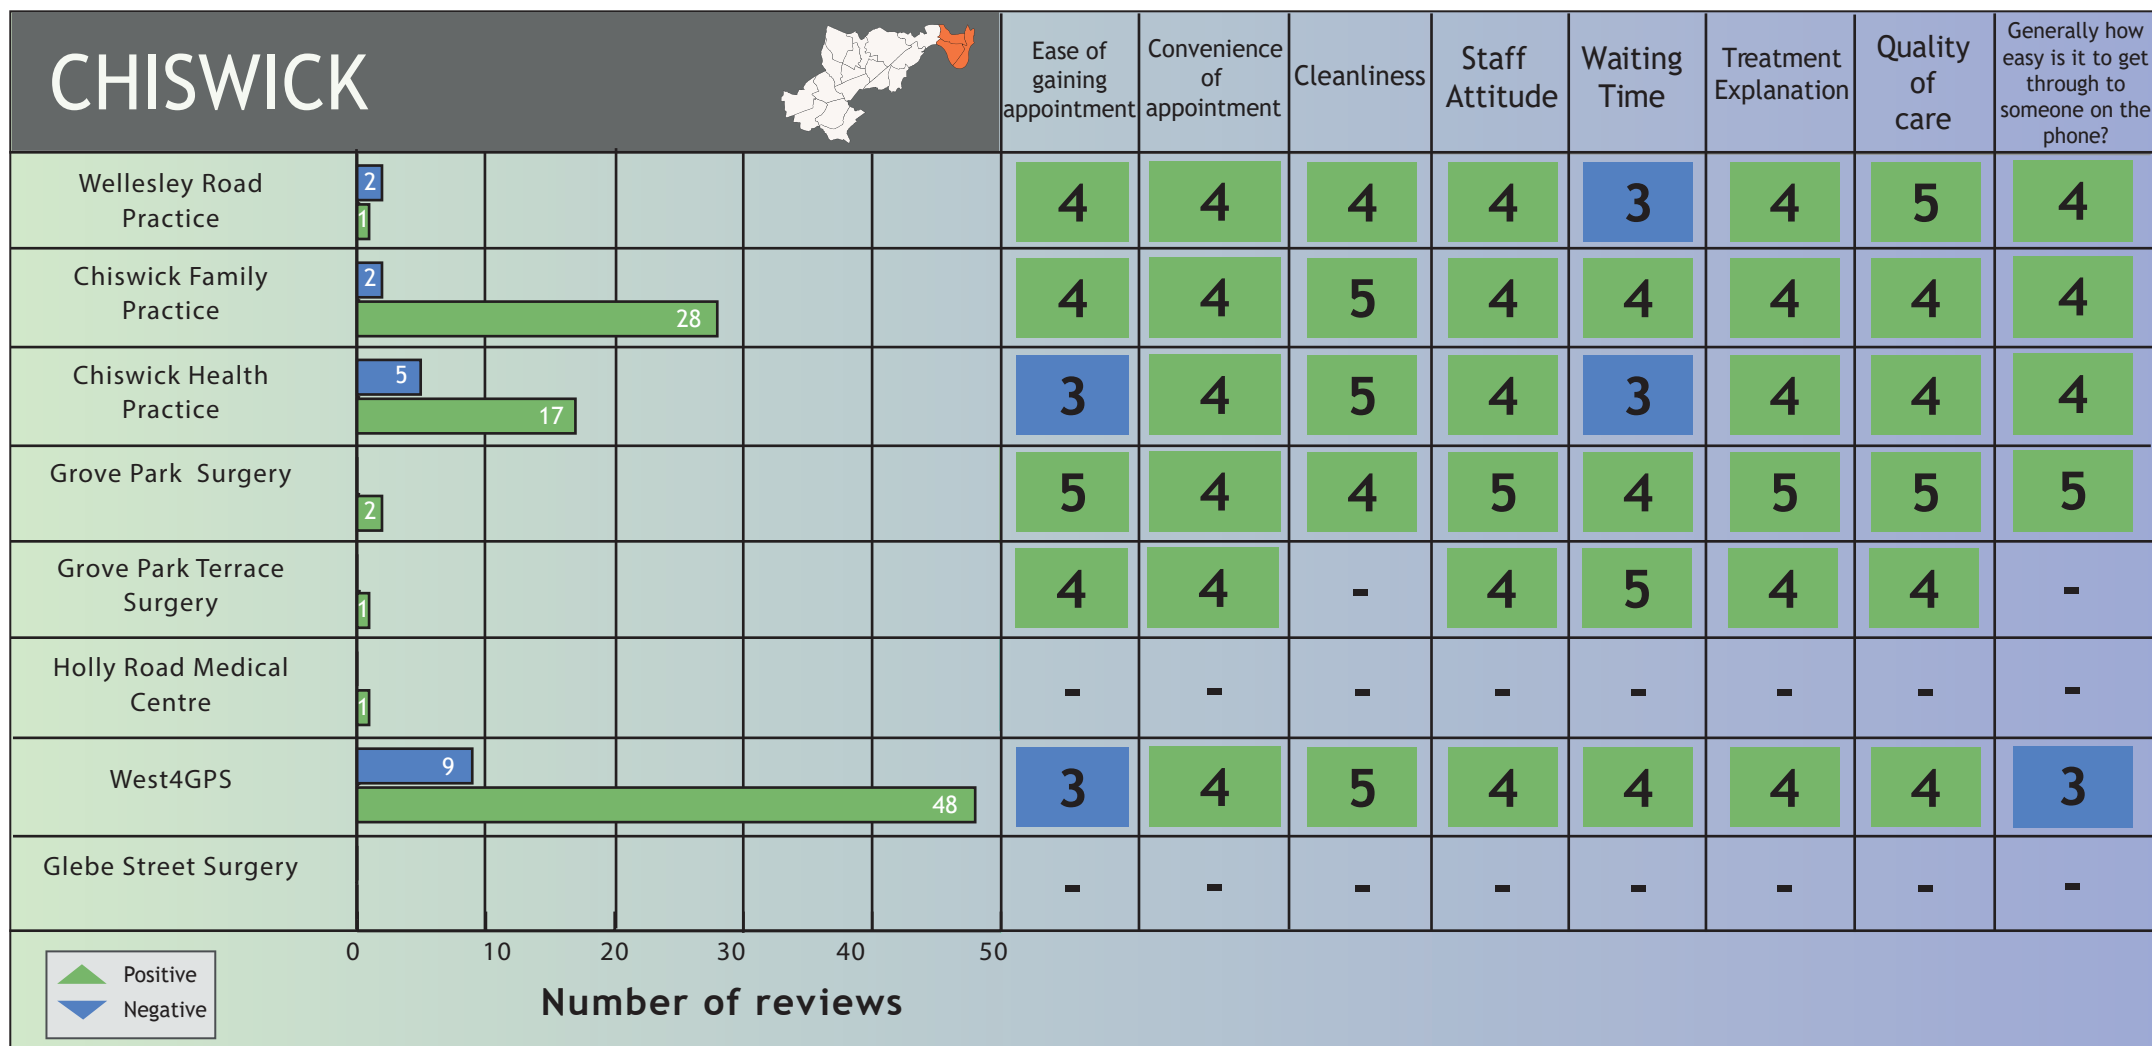 CHISWICK
Ease of
gaining
appointment
Convenience
of
appointment
Cleanliness
Staff
Attitude
Waiting
Time
Treatment
Explanation
Quality
of
care
Generally how
easy is it to get
through to
someone on the
phone?
Wellesley Road
Practice
2
1
4 4 4 4 3 4 5 4
Chiswick Family
Practice
2
28
4 4 5 4 4 4 4 4
Chiswick Health
Practice
5
17
3 4 5 4 3 4 4 4
Grove Park Surgery
2
5 4 4 5 4 5 5 5
Grove Park Terrace
Surgery
1
4 4 - 4 5 4 4 -
Holly Road Medical
Centre
1
- - - - - - - -
West4GPS
9
48
3 4 5 4 4 4 4 3
Glebe Street Surgery
- - - - - - - -
0 10 20 30 40 50
Number of reviews
Positive
Negative